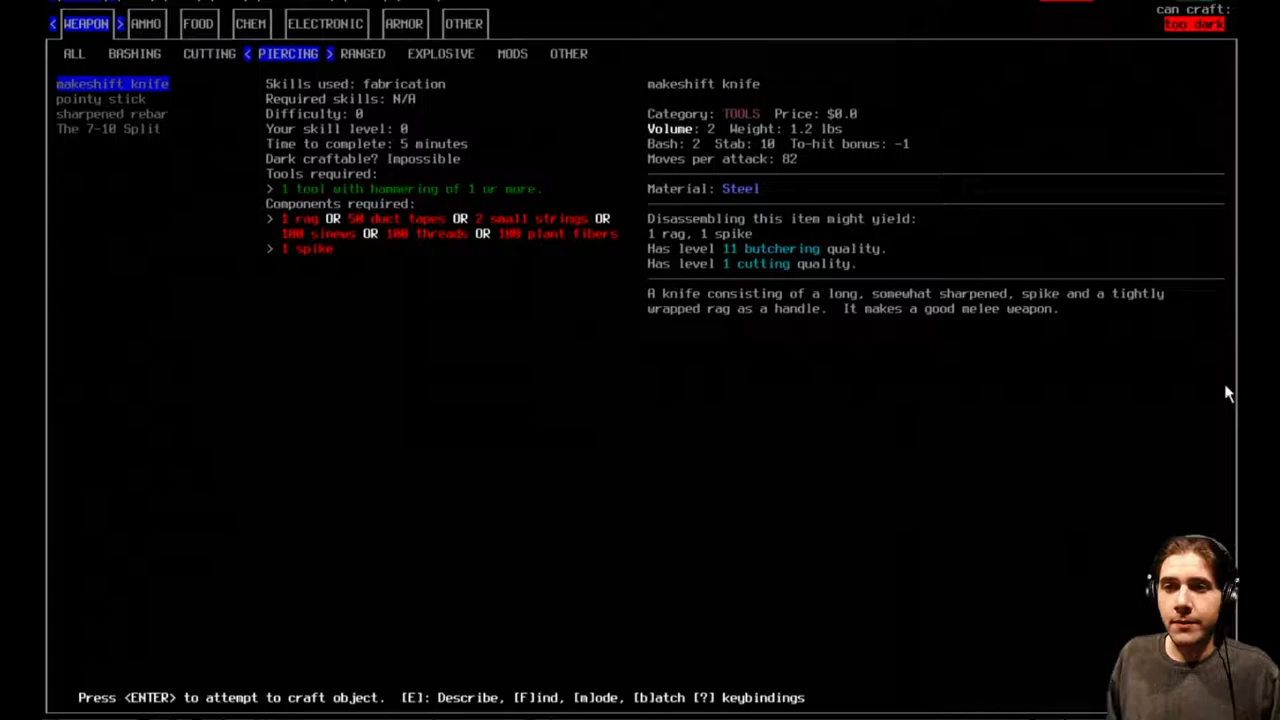 can craft:
< WEAPON > AMMO FOOD CHEM ELECTRONIC ARMOR OTHER
too dark
ALL BASHING CUTTING < PIERCING > RANGED EXPLOSIVE MODS OTHER
makeshift knife
pointy stick
sharpened rebar
The 7-10 Split
Skills used: fabrication
Required skills: N/A
Difficulty: 0
Your skill level: 0
Time to complete: 5 minutes
Dark craftable? Impossible
Tools required:
> 1 tool with hammering of 1 or more.
Components required:
> 1 rag OR 50 duct tapes OR 2 small strings OR
100 sinews OR 100 threads OR 100 plant fibers
> 1 spike
makeshift knife
Category: TOOLS Price: $0.0
Volume: 2 Weight: 1.2 lbs
Bash: 2 Stab: 10 To-hit bonus: -1
Moves per attack: 82
Material: Steel
Disassembling this item might yield:
1 rag, 1 spike
Has level 11 butchering quality.
Has level 1 cutting quality.
A knife consisting of a long, somewhat sharpened, spike and a tightly
wrapped rag as a handle. It makes a good melee weapon.
Press <ENTER> to attempt to craft object. [E]: Describe, [F]ind, [m]ode, [b]atch [?] keybindings